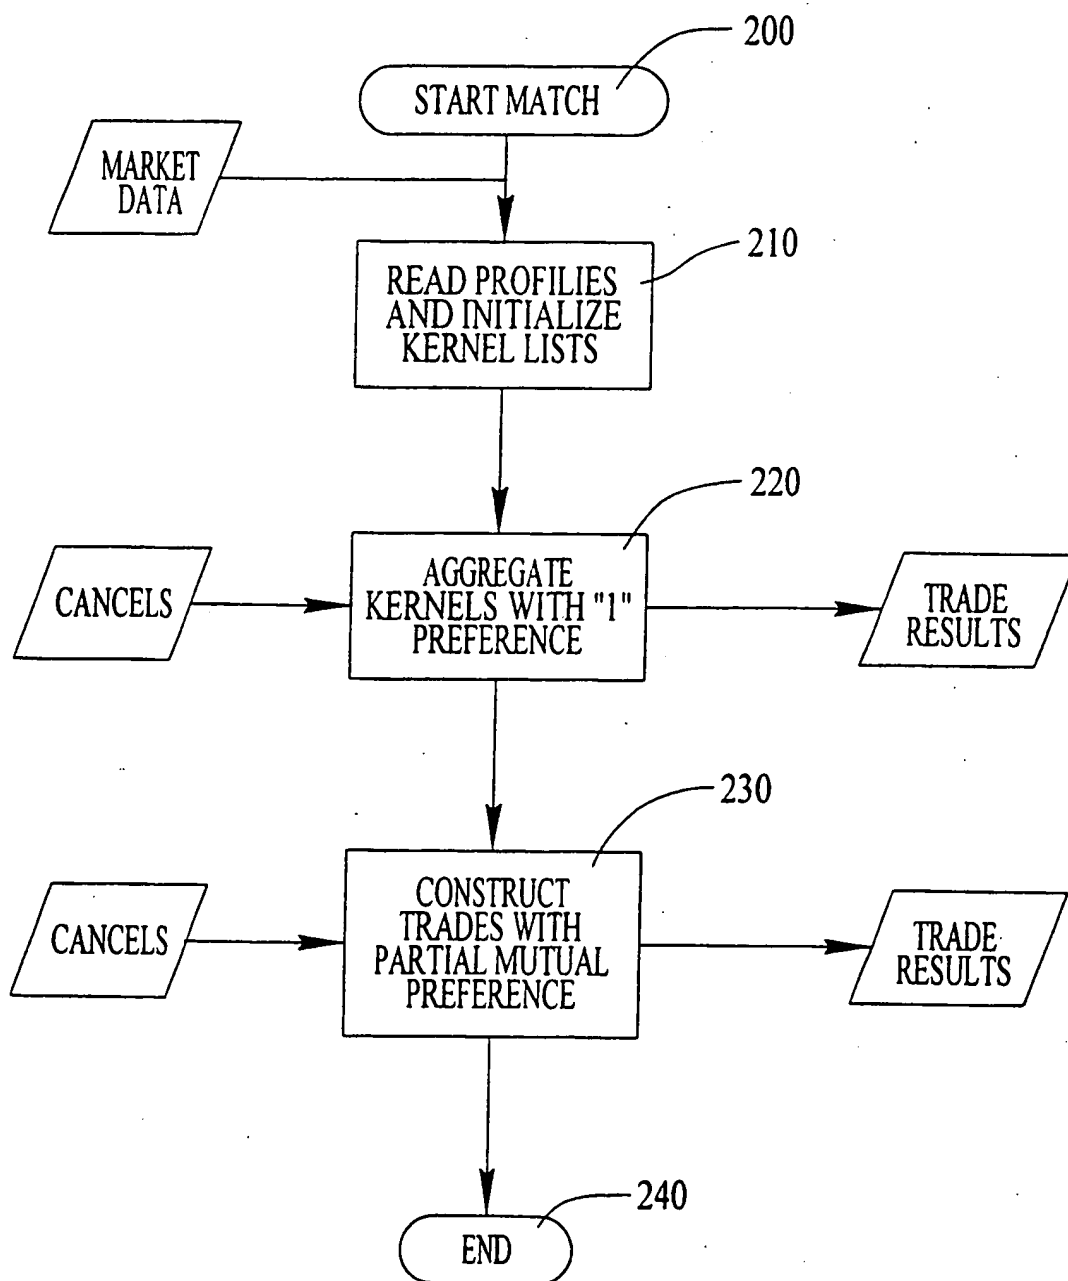 200
START MATCH
MARKET
DATA
210
READ PROFILIES
AND INITIALIZE
KERNEL LISTS
220
CANCELS
AGGREGATE
KERNELS WITH "1"
PREFERENCE
TRADE
RESULTS
230
CANCELS
CONSTRUCT
TRADES WITH
PARTIAL MUTUAL
PREFERENCE
TRADE
RESULTS
240
END